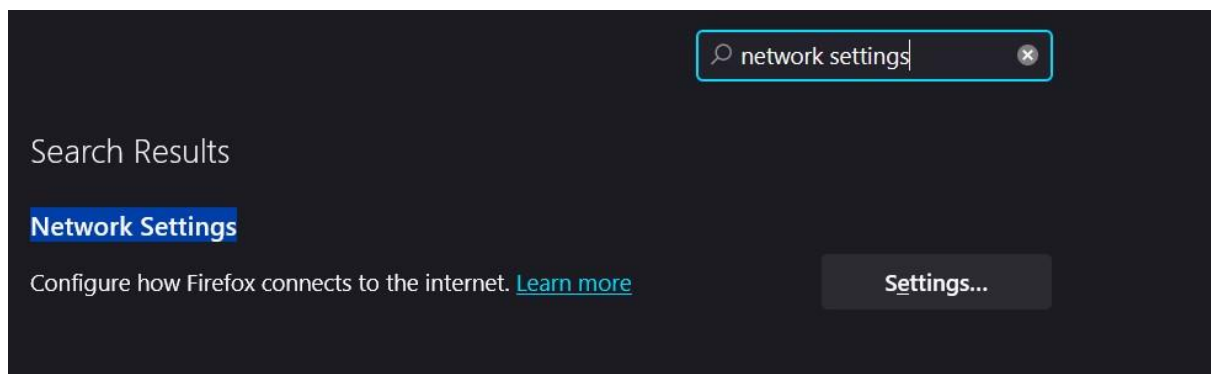 network settings
Search Results
Network Settings
Configure how Firefox connects to the internet. Learn more
Settings...